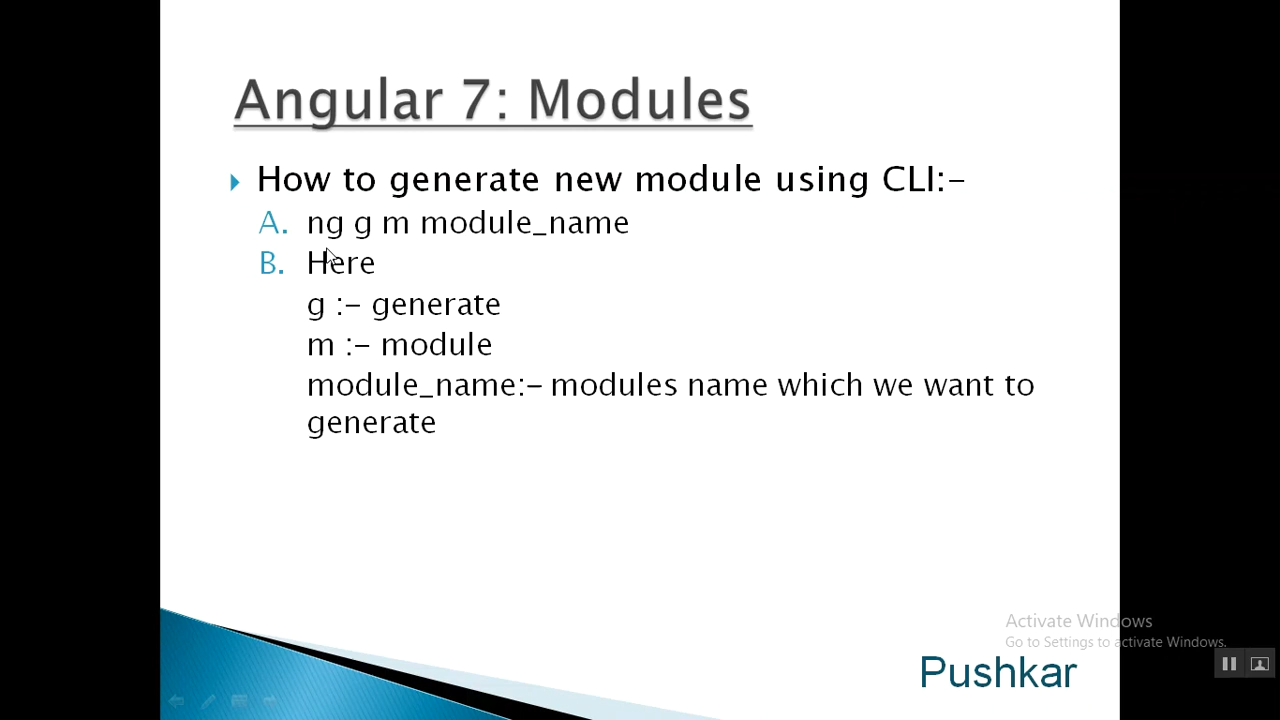 Angular 7: Modules
How to generate new module using CLI:-
A. ng g m module_name
B. Here
g :- generate
m :- module
module_name:- modules name which we want to
generate
Activate Windows
Go to Settings to activate Windows.
Pushkar